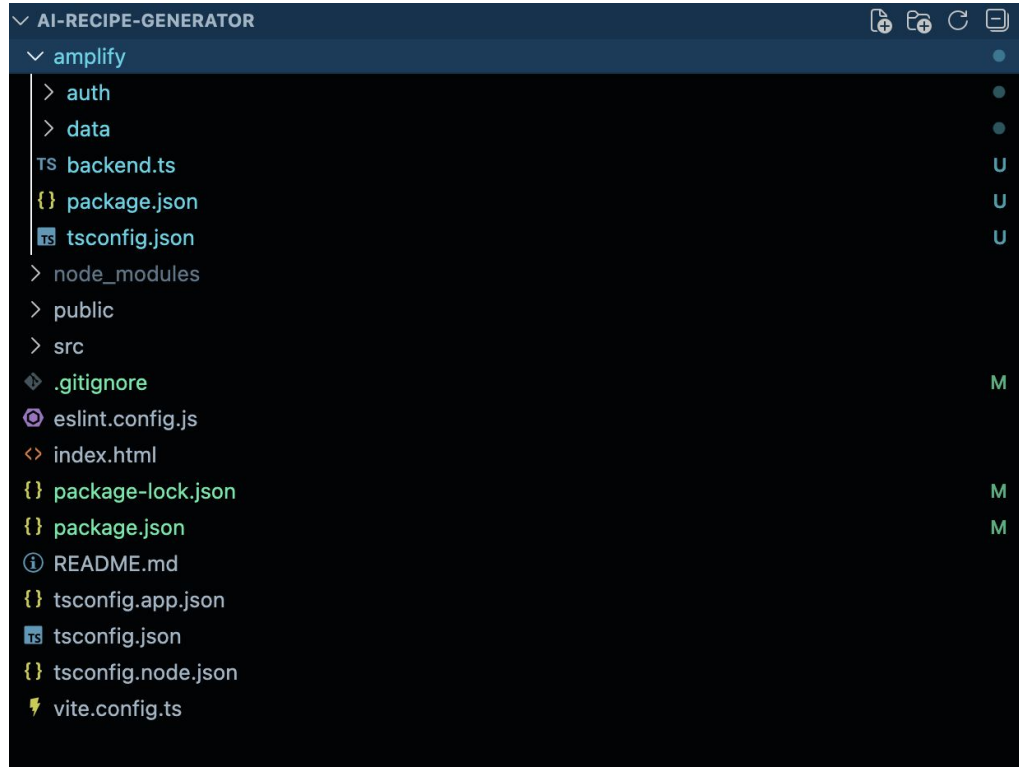 AI-RECIPE-GENERATOR
amplify
auth
data
TS backend.ts U
{} package.json U
TS tsconfig.json U
node_modules
public
src
.gitignore M
eslint.config.js
<> index.html
{} package-lock.json M
{} package.json M
README.md
{} tsconfig.app.json
TS tsconfig.json
{} tsconfig.node.json
vite.config.ts